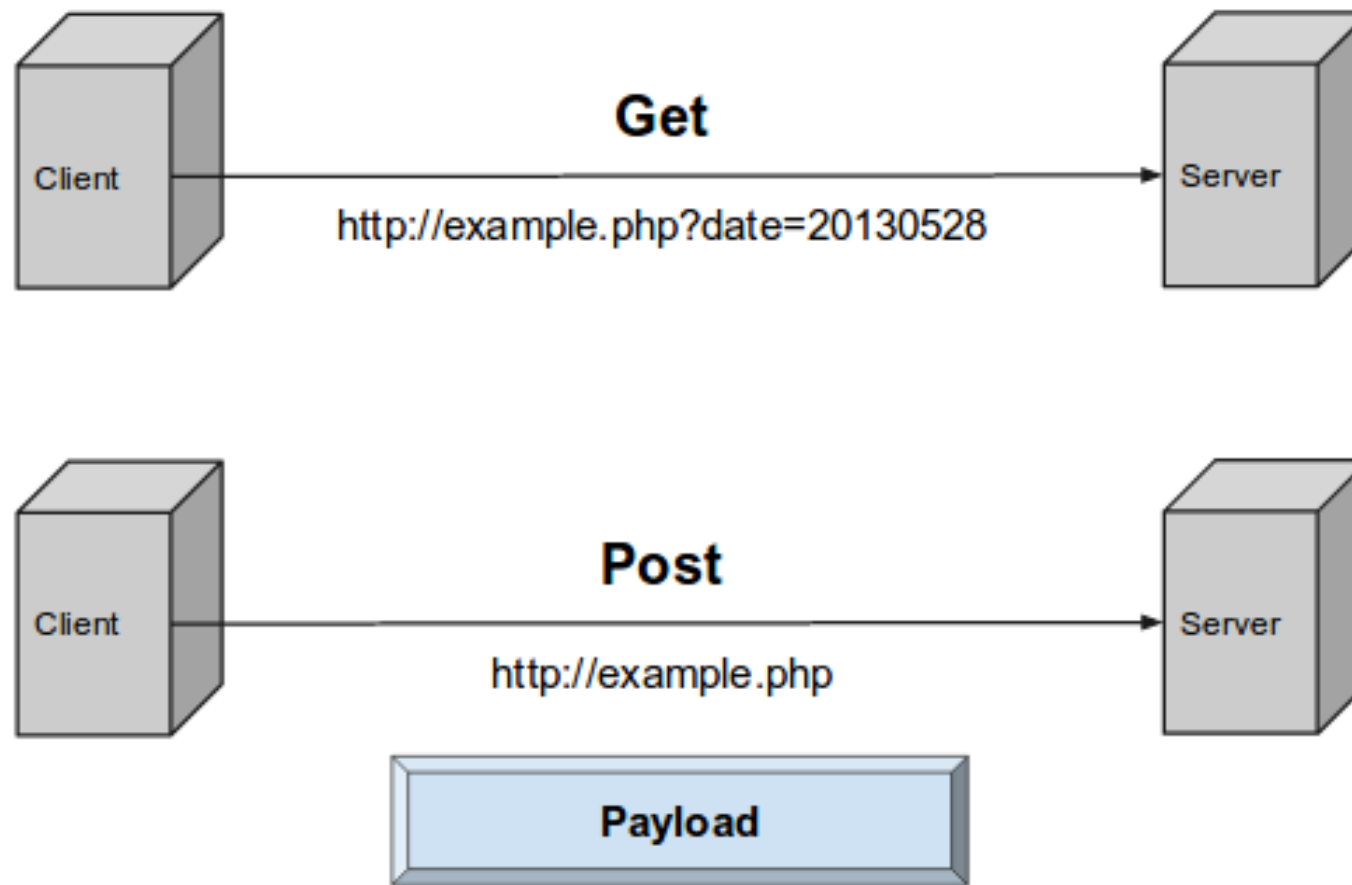 Get
Client
Server
http://example.php?date=20130528
Post
Client
Server
http://example.php
Payload